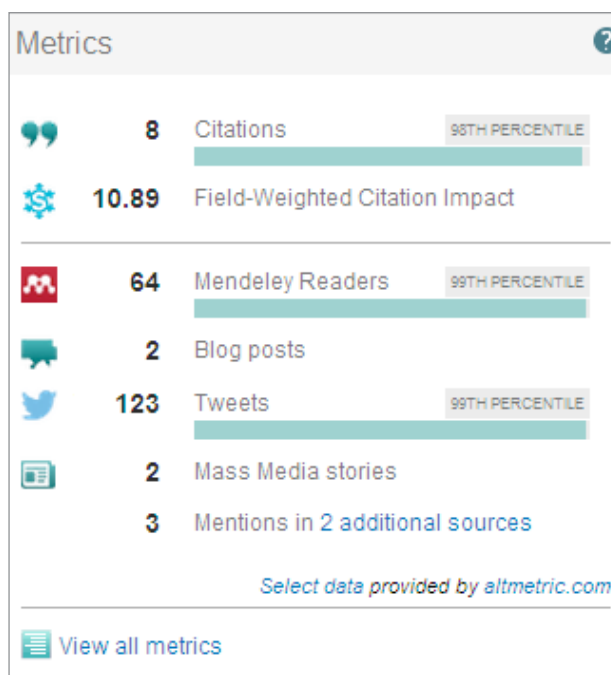 Metrics ?
8 Citations 98TH PERCENTILE
10.89 Field-Weighted Citation Impact
64 Mendeley Readers 99TH PERCENTILE
2 Blog posts
123 Tweets 99TH PERCENTILE
2 Mass Media stories
3 Mentions in 2 additional sources
Select data provided by altmetric.com
View all metrics